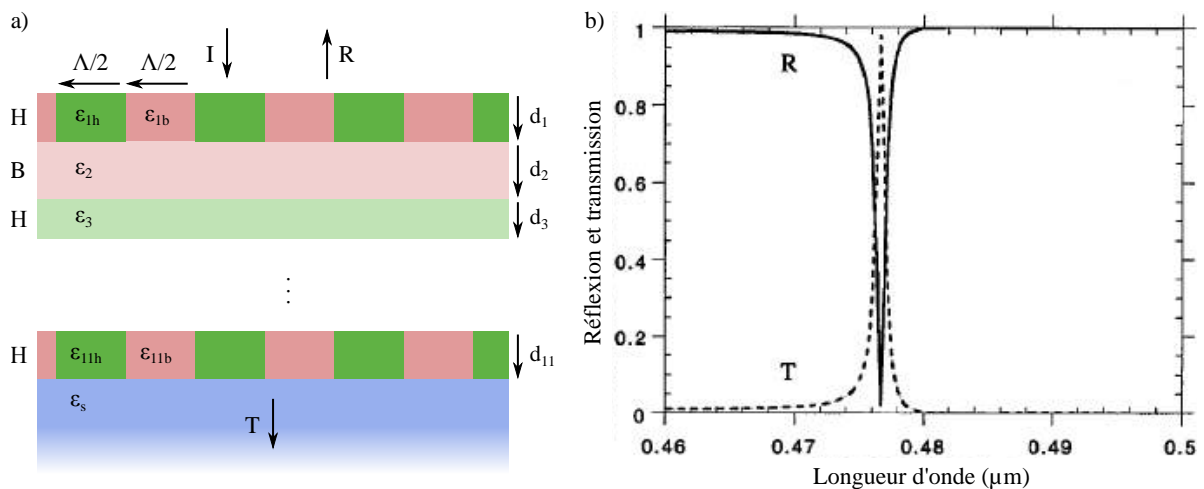 a)
I
R
Λ/2
Λ/2
H
ε1h
ε1b
d1
B
ε2
d2
H
ε3
d3
⋮
H
ε11h
ε11b
d11
εs
T
b)
Réflexion et transmission
1
0.8
0.6
0.4
0.2
0
R
T
0.46
0.47
0.48
0.49
0.5
Longueur d'onde (µm)